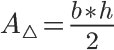 A△ = b * h / 2